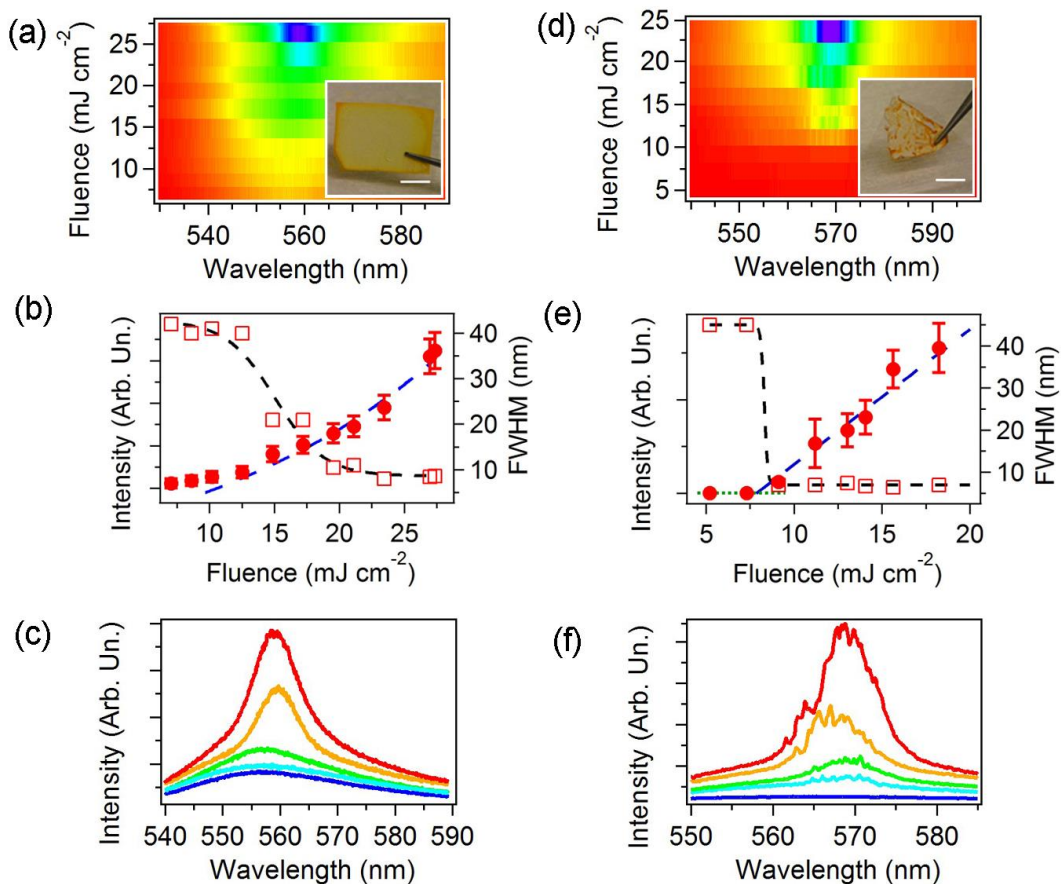 (a)
Fluence (mJ cm⁻²)
25
20
15
10
540 560 580
Wavelength (nm)
(d)
Fluence (mJ cm⁻²)
25
20
15
10
5
550 570 590
Wavelength (nm)
(b)
Intensity (Arb. Un.)
40
30
20
10
FWHM (nm)
10 15 20 25
Fluence (mJ cm⁻²)
(e)
Intensity (Arb. Un.)
40
30
20
10
FWHM (nm)
5 10 15 20
Fluence (mJ cm⁻²)
(c)
Intensity (Arb. Un.)
540 550 560 570 580 590
Wavelength (nm)
(f)
Intensity (Arb. Un.)
550 560 570 580
Wavelength (nm)